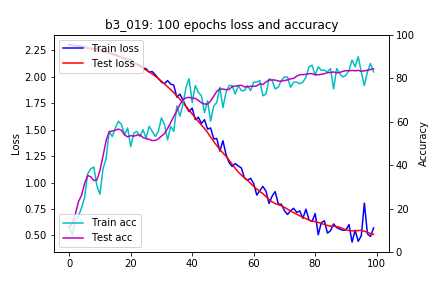 b3_019: 100 epochs loss and accuracy
Train loss
Test loss
Train acc
Test acc
Loss
Accuracy
2.25
2.00
1.75
1.50
1.25
1.00
0.75
0.50
100
80
60
40
20
0
0 20 40 60 80 100